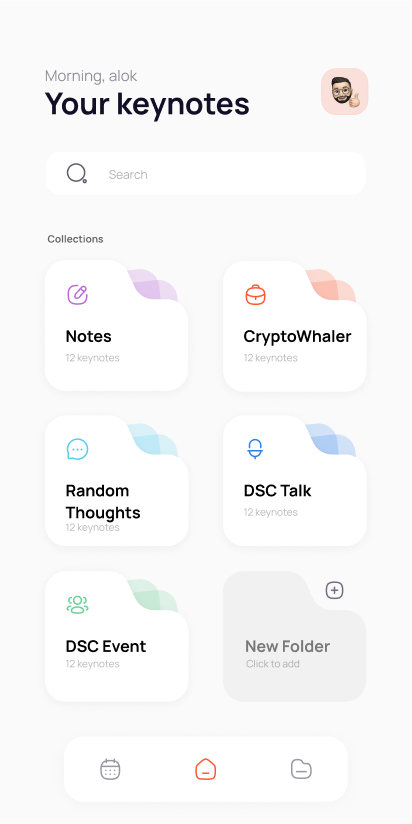 Morning, alok
Your keynotes
Search
Collections
Notes
12 keynotes
CryptoWhaler
12 keynotes
Random
Thoughts
12 keynotes
DSC Talk
12 keynotes
DSC Event
12 keynotes
New Folder
Click to add